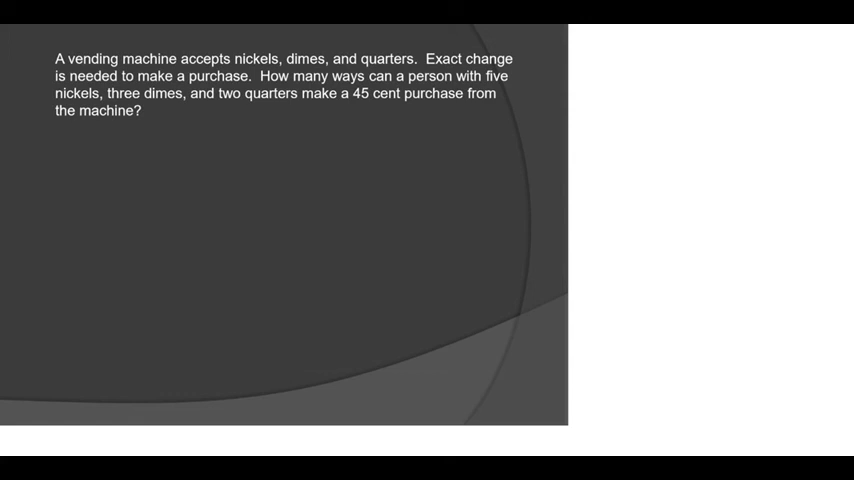 A vending machine accepts nickels, dimes, and quarters.  Exact change
is needed to make a purchase.  How many ways can a person with five
nickels, three dimes, and two quarters make a 45 cent purchase from
the machine?